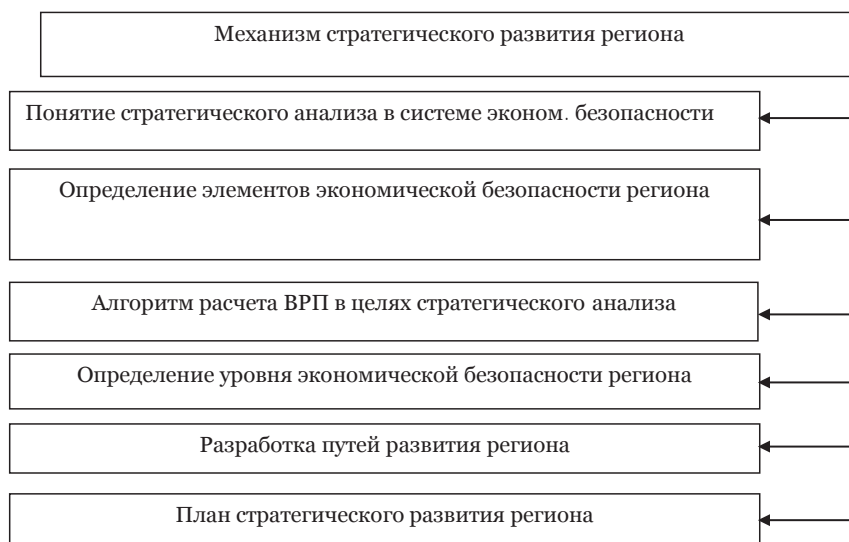 Механизм стратегического развития региона
Понятие стратегического анализа в системе эконом. безопасности
Определение элементов экономической безопасности региона
Алгоритм расчета ВРП в целях стратегического анализа
Определение уровня экономической безопасности региона
Разработка путей развития региона
План стратегического развития региона